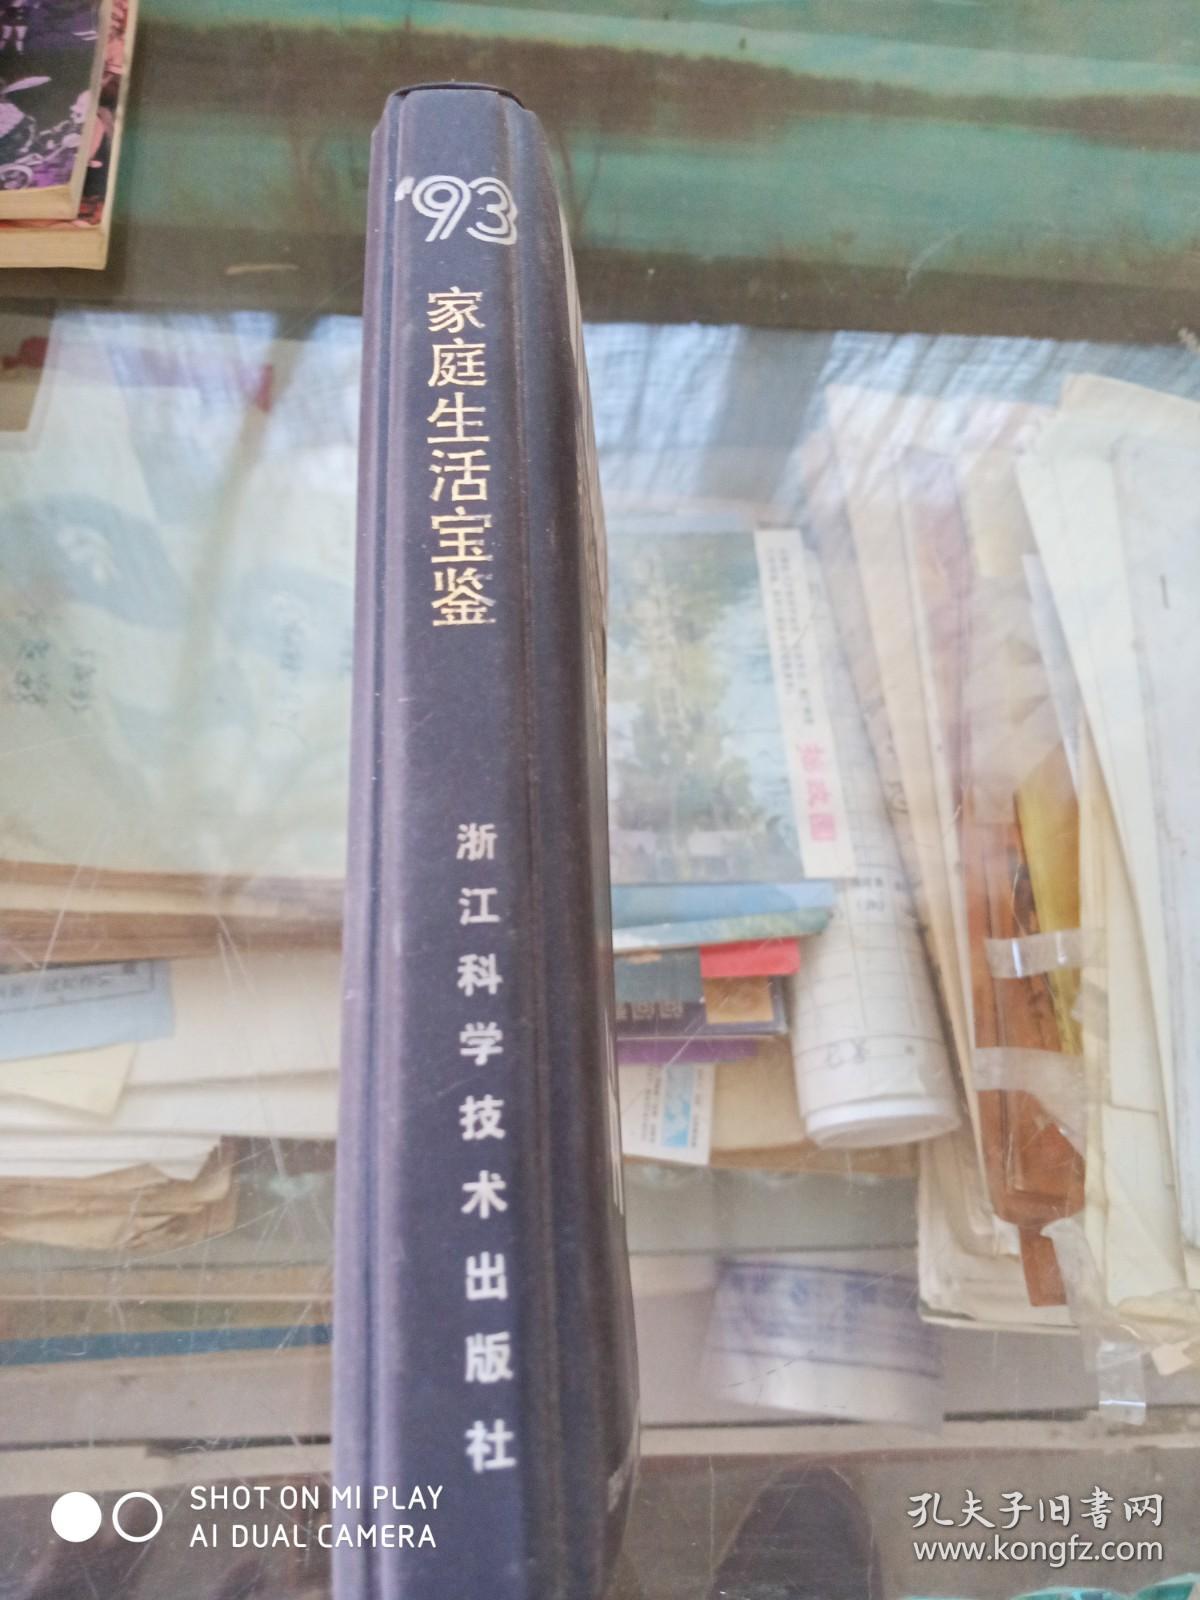 '93
家庭生活宝鉴
浙江科学技术出版社
SHOT ON MI PLAY
AI DUAL CAMERA
孔夫子旧书网
www.kongfz.com